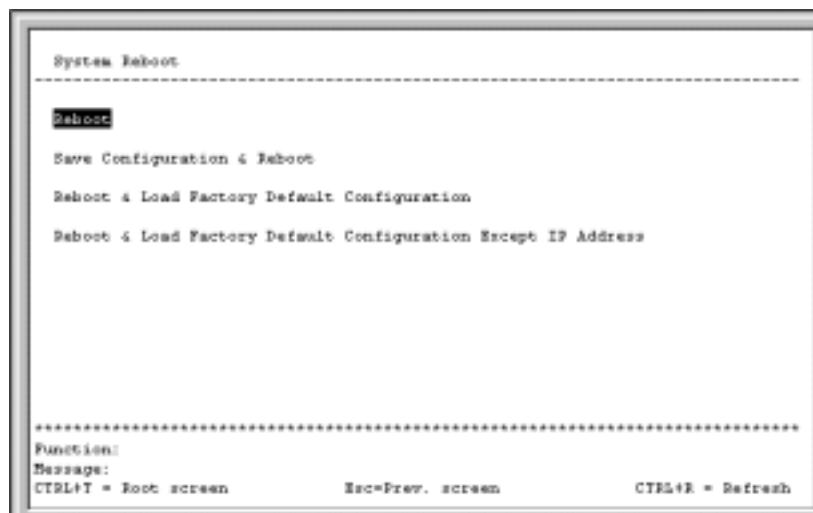 System Reboot
--------------------------------------------------------------------------------
Reboot
Save Configuration & Reboot
Reboot & Load Factory Default Configuration
Reboot & Load Factory Default Configuration Except IP Address
********************************************************************************
Function:
Message:
CTRL+T = Root screen Esc=Prev. screen CTRL+R = Refresh